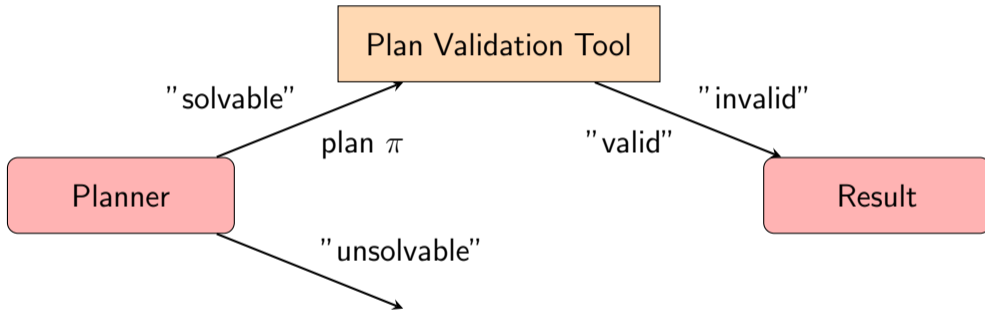 Plan Validation Tool
"solvable"
"invalid"
plan π
"valid"
Planner
Result
"unsolvable"